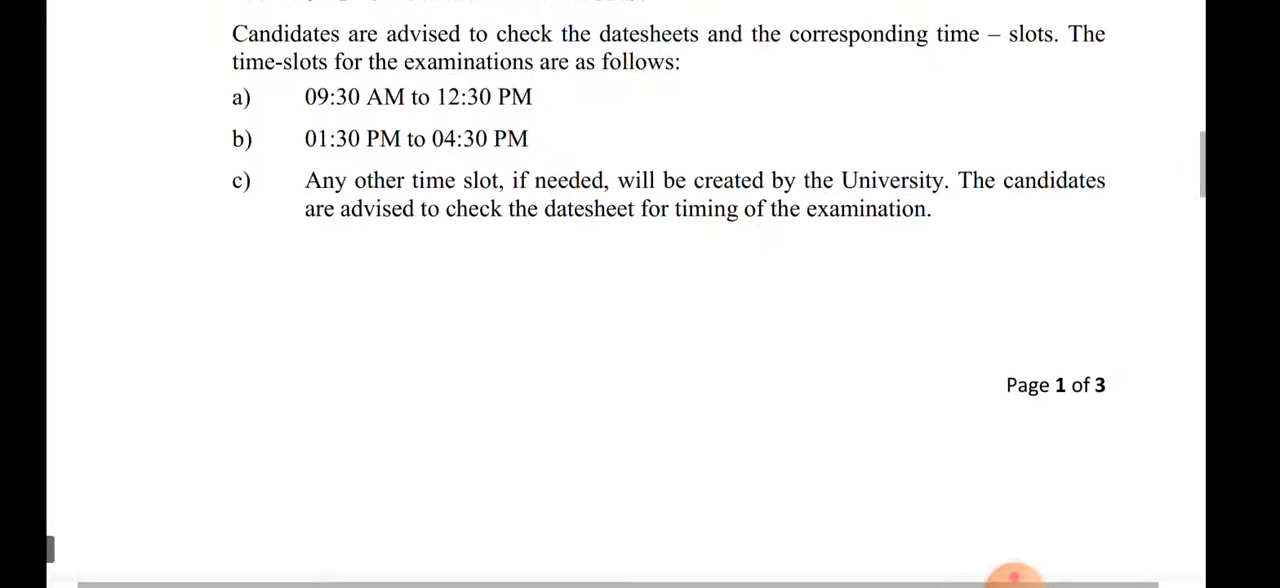 Candidates are advised to check the datesheets and the corresponding time – slots. The
time-slots for the examinations are as follows:
a) 09:30 AM to 12:30 PM
b) 01:30 PM to 04:30 PM
c) Any other time slot, if needed, will be created by the University. The candidates
are advised to check the datesheet for timing of the examination.
Page 1 of 3